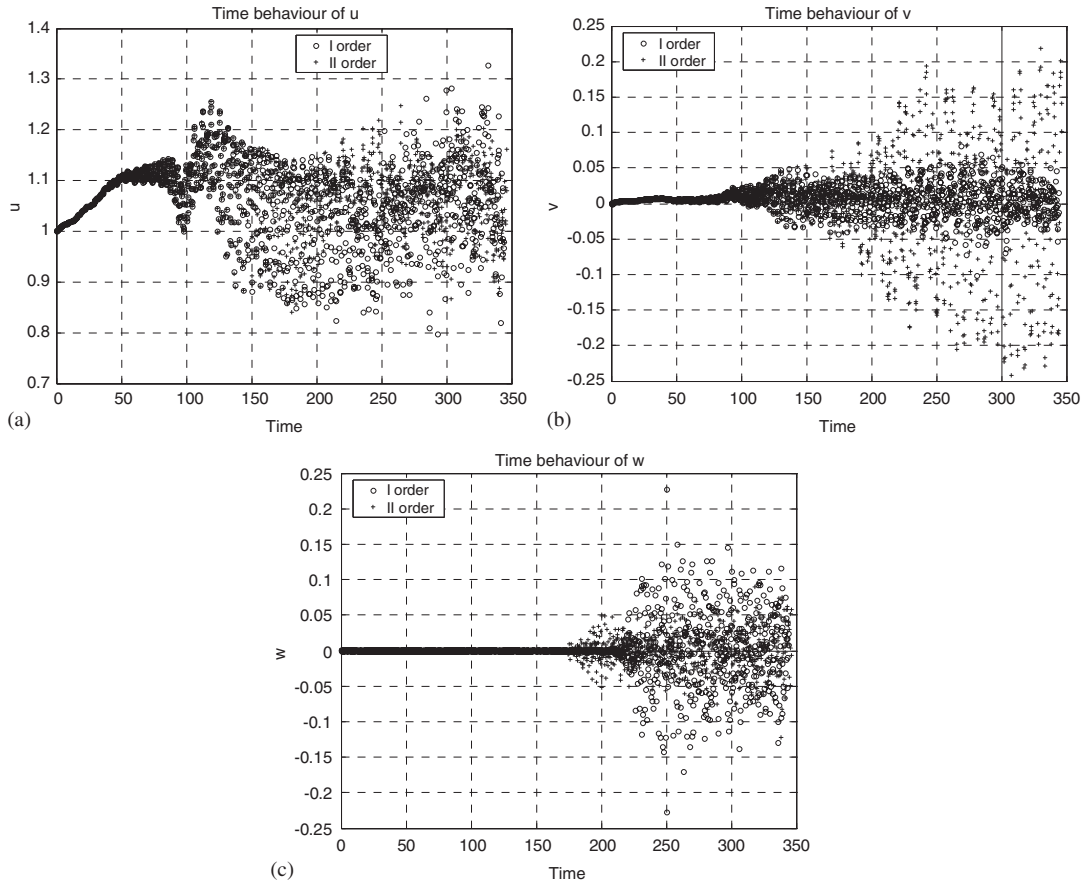 Time behaviour of u
I order
II order
1.4
1.3
1.2
1.1
1.0
0.9
0.8
0.7
u
0 50 100 150 200 250 300 350
Time
(a)
Time behaviour of v
I order
II order
0.25
0.2
0.15
0.1
0.05
0
-0.05
-0.1
-0.15
-0.2
-0.25
v
0 50 100 150 200 250 300 350
Time
(b)
Time behaviour of w
I order
II order
0.25
0.2
0.15
0.1
0.05
0
-0.05
-0.1
-0.15
-0.2
-0.25
w
0 50 100 150 200 250 300 350
Time
(c)